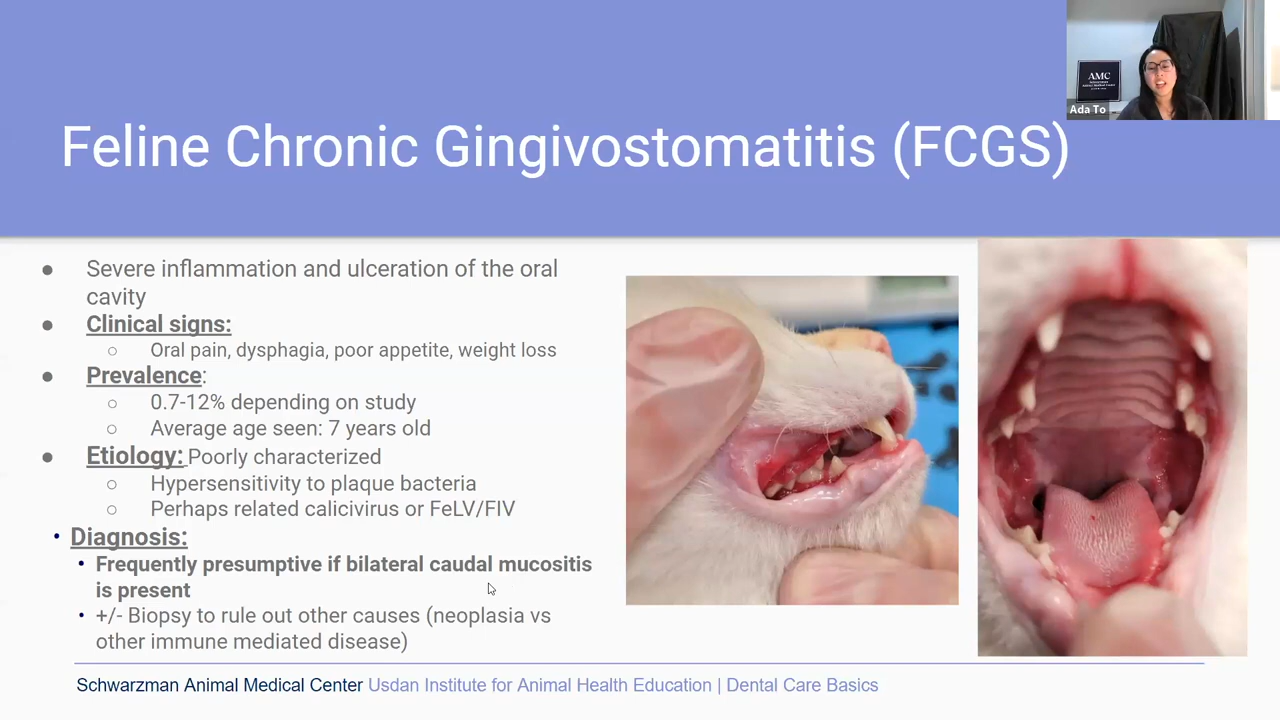 AMC
Ada To
Feline Chronic Gingivostomatitis (FCGS)
● Severe inflammation and ulceration of the oral
cavity
● Clinical signs:
○ Oral pain, dysphagia, poor appetite, weight loss
● Prevalence:
○ 0.7-12% depending on study
○ Average age seen: 7 years old
● Etiology: Poorly characterized
○ Hypersensitivity to plaque bacteria
○ Perhaps related calicivirus or FeLV/FIV
• Diagnosis:
• Frequently presumptive if bilateral caudal mucositis
is present
• +/- Biopsy to rule out other causes (neoplasia vs
other immune mediated disease)
Schwarzman Animal Medical Center Usdan Institute for Animal Health Education | Dental Care Basics